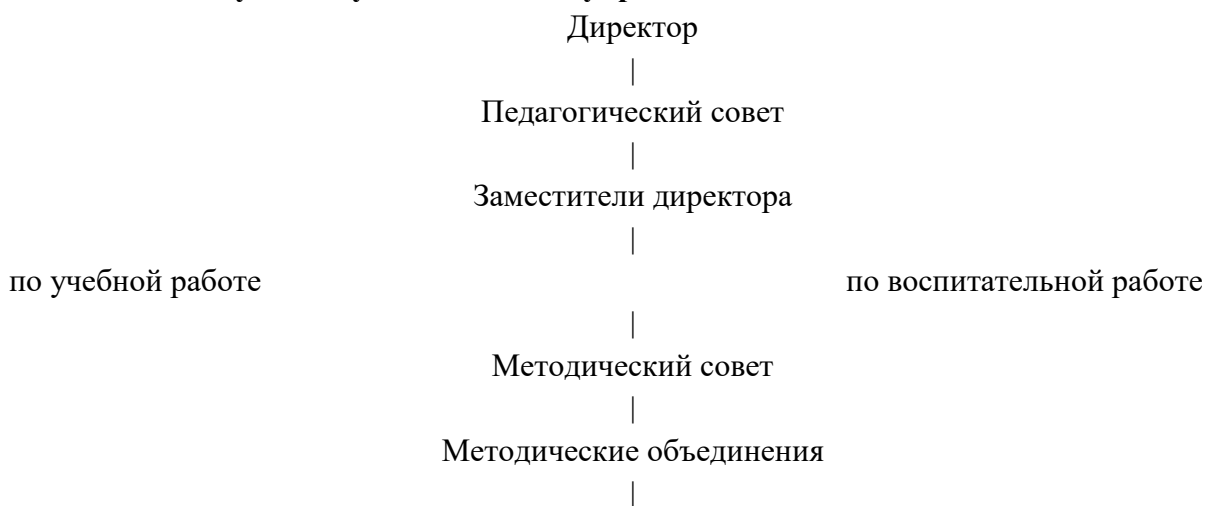 Директор
|
Педагогический совет
|
Заместители директора
|
по учебной работе по воспитательной работе
|
Методический совет
|
Методические объединения
|